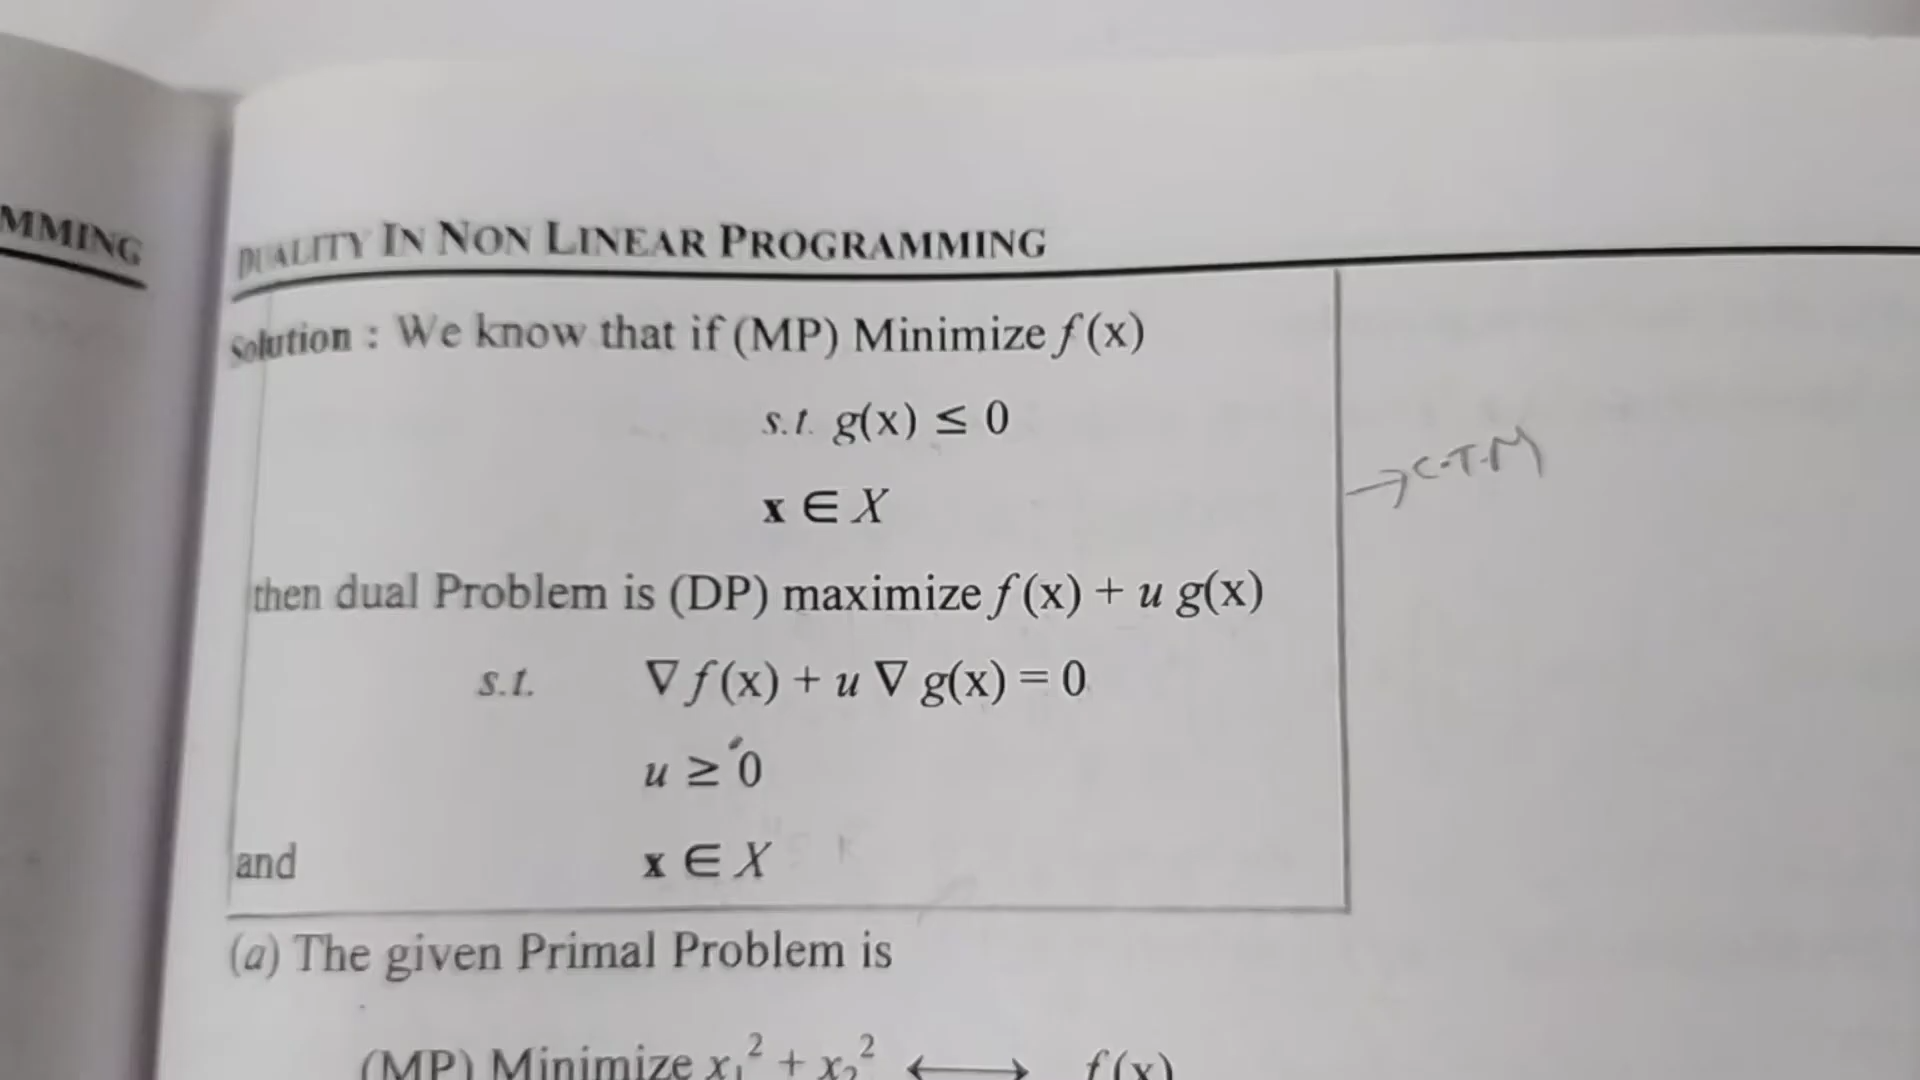 MMING
DUALITY IN NON LINEAR PROGRAMMING
Solution : We know that if (MP) Minimize f (x)
s.t. g(x) ≤ 0
x ∈ X
→ C.T.M
then dual Problem is (DP) maximize f (x) + u g(x)
s.t. ∇ f (x) + u ∇ g(x) = 0
u ≥ 0
and x ∈ X
(a) The given Primal Problem is
(MP) Minimize x₁² + x₂² ⟷ f (x)